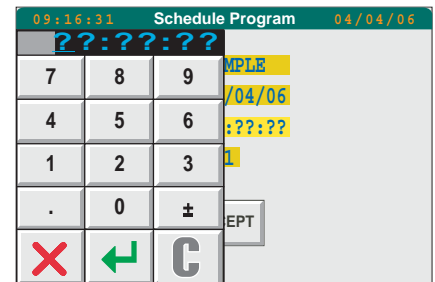 09:16:31 Schedule Program 04/04/06
??:??:??
7 8 9 MPLE
/04/06
4 5 6 :??:??
1 2 3 1
. 0 ± EPT
C